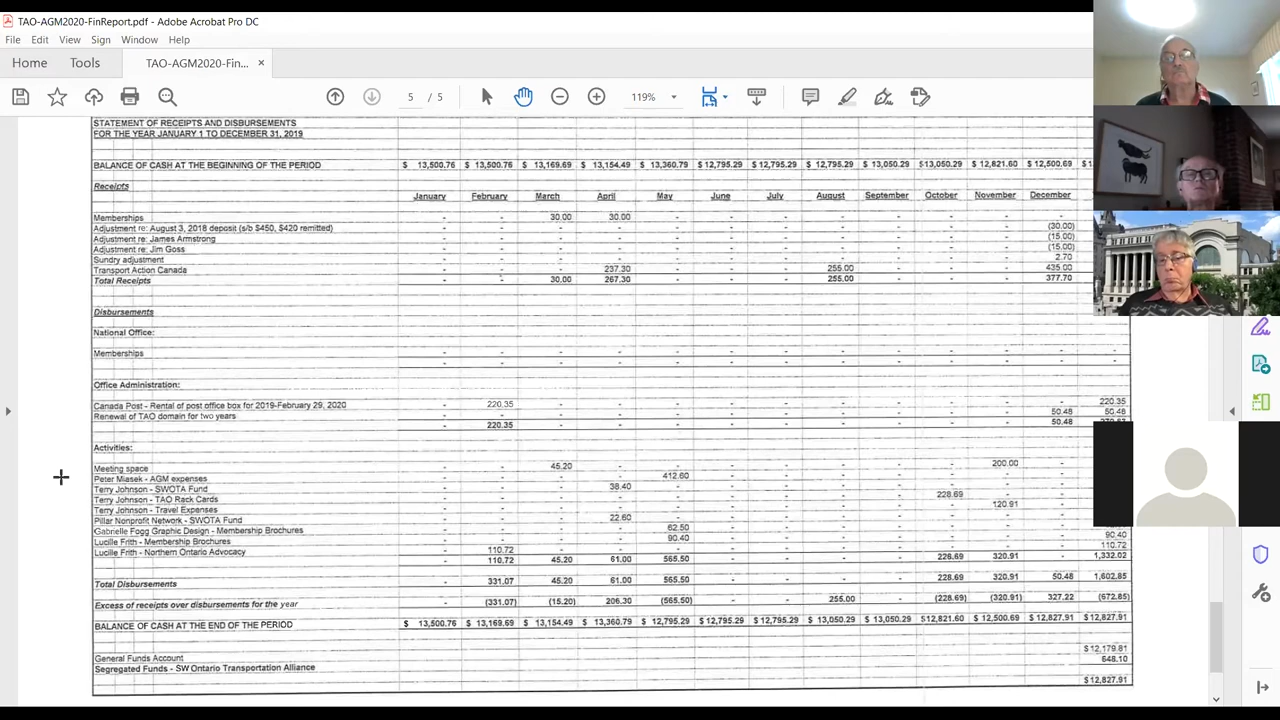 TAO-AGM2020-FinReport.pdf - Adobe Acrobat Pro DC
File Edit View Sign Window Help
Home Tools TAO-AGM2020-Fin... ×
5 / 5 119%
STATEMENT OF RECEIPTS AND DISBURSEMENTS
FOR THE YEAR JANUARY 1 TO DECEMBER 31, 2019
BALANCE OF CASH AT THE BEGINNING OF THE PERIOD $ 13,500.76 $ 13,500.76 $ 13,169.69 $ 13,154.49 $ 13,360.79 $ 12,795.29 $ 12,795.29 $ 12,795.29 $ 13,050.29 $13,050.29 $ 12,821.60 $ 12,500.69
Receipts
January February March April May June July August September October November December
Memberships - - 30.00 30.00 - - - - - - - -
Adjustment re: August 3, 2018 deposit (s/b $450, $420 remitted) - - - - - - - - - - - (30.00)
Adjustment re: James Armstrong - - - - - - - - - - - (15.00)
Adjustment re: Jim Goss - - - - - - - - - - - (15.00)
Sundry adjustment - - - - - - - - - - - 2.70
Transport Action Canada - - - 237.30 - - - 255.00 - - - 435.00
Total Receipts - - 30.00 267.30 - - - 255.00 - - - 377.70
Disbursements
National Office:
Memberships - - - - - - - - - - - - -
- - - - - - - - - - - - -
Office Administration:
Canada Post - Rental of post office box for 2019-February 29, 2020 - 220.35 - - - - - - - - - - 220.35
Renewal of TAO domain for two years - - - - - - - - - - - 50.48 50.48
- 220.35 - - - - - - - - - 50.48
Activities:
Meeting space - - 45.20 - - - - - - - 200.00 -
Peter Miasek - AGM expenses - - - - 412.60 - - - - - - -
Terry Johnson - SWOTA Fund - - - 38.40 - - - - - - - -
Terry Johnson - TAO Rack Cards - - - - - - - - - 228.69 - -
Terry Johnson - Travel Expenses - - - - - - - - - - 120.91 -
Pillar Nonprofit Network - SWOTA Fund - - - 22.60 - - - - - - - -
Gabrielle Fogg Graphic Design - Membership Brochures - - - - 62.50 - - - - - - -
Lucille Frith - Membership Brochures - - - - 90.40 - - - - - - - 90.40
Lucille Frith - Northern Ontario Advocacy - 110.72 - - - - - - - - - - 110.72
- 110.72 45.20 61.00 565.50 - - - - 228.69 320.91 - 1,332.02
Total Disbursements - 331.07 45.20 61.00 565.50 - - - - 228.69 320.91 50.48 1,602.85
Excess of receipts over disbursements for the year - (331.07) (15.20) 206.30 (565.50) - - 255.00 - (228.69) (320.91) 327.22 (672.85)
BALANCE OF CASH AT THE END OF THE PERIOD $ 13,500.76 $ 13,169.69 $ 13,154.49 $ 13,360.79 $ 12,795.29 $ 12,795.29 $ 12,795.29 $ 13,050.29 $ 13,050.29 $12,821.60 $ 12,500.69 $ 12,827.91 $ 12,827.91
General Funds Account $ 12,179.81
Segregated Funds - SW Ontario Transportation Alliance 648.10
$ 12,827.91